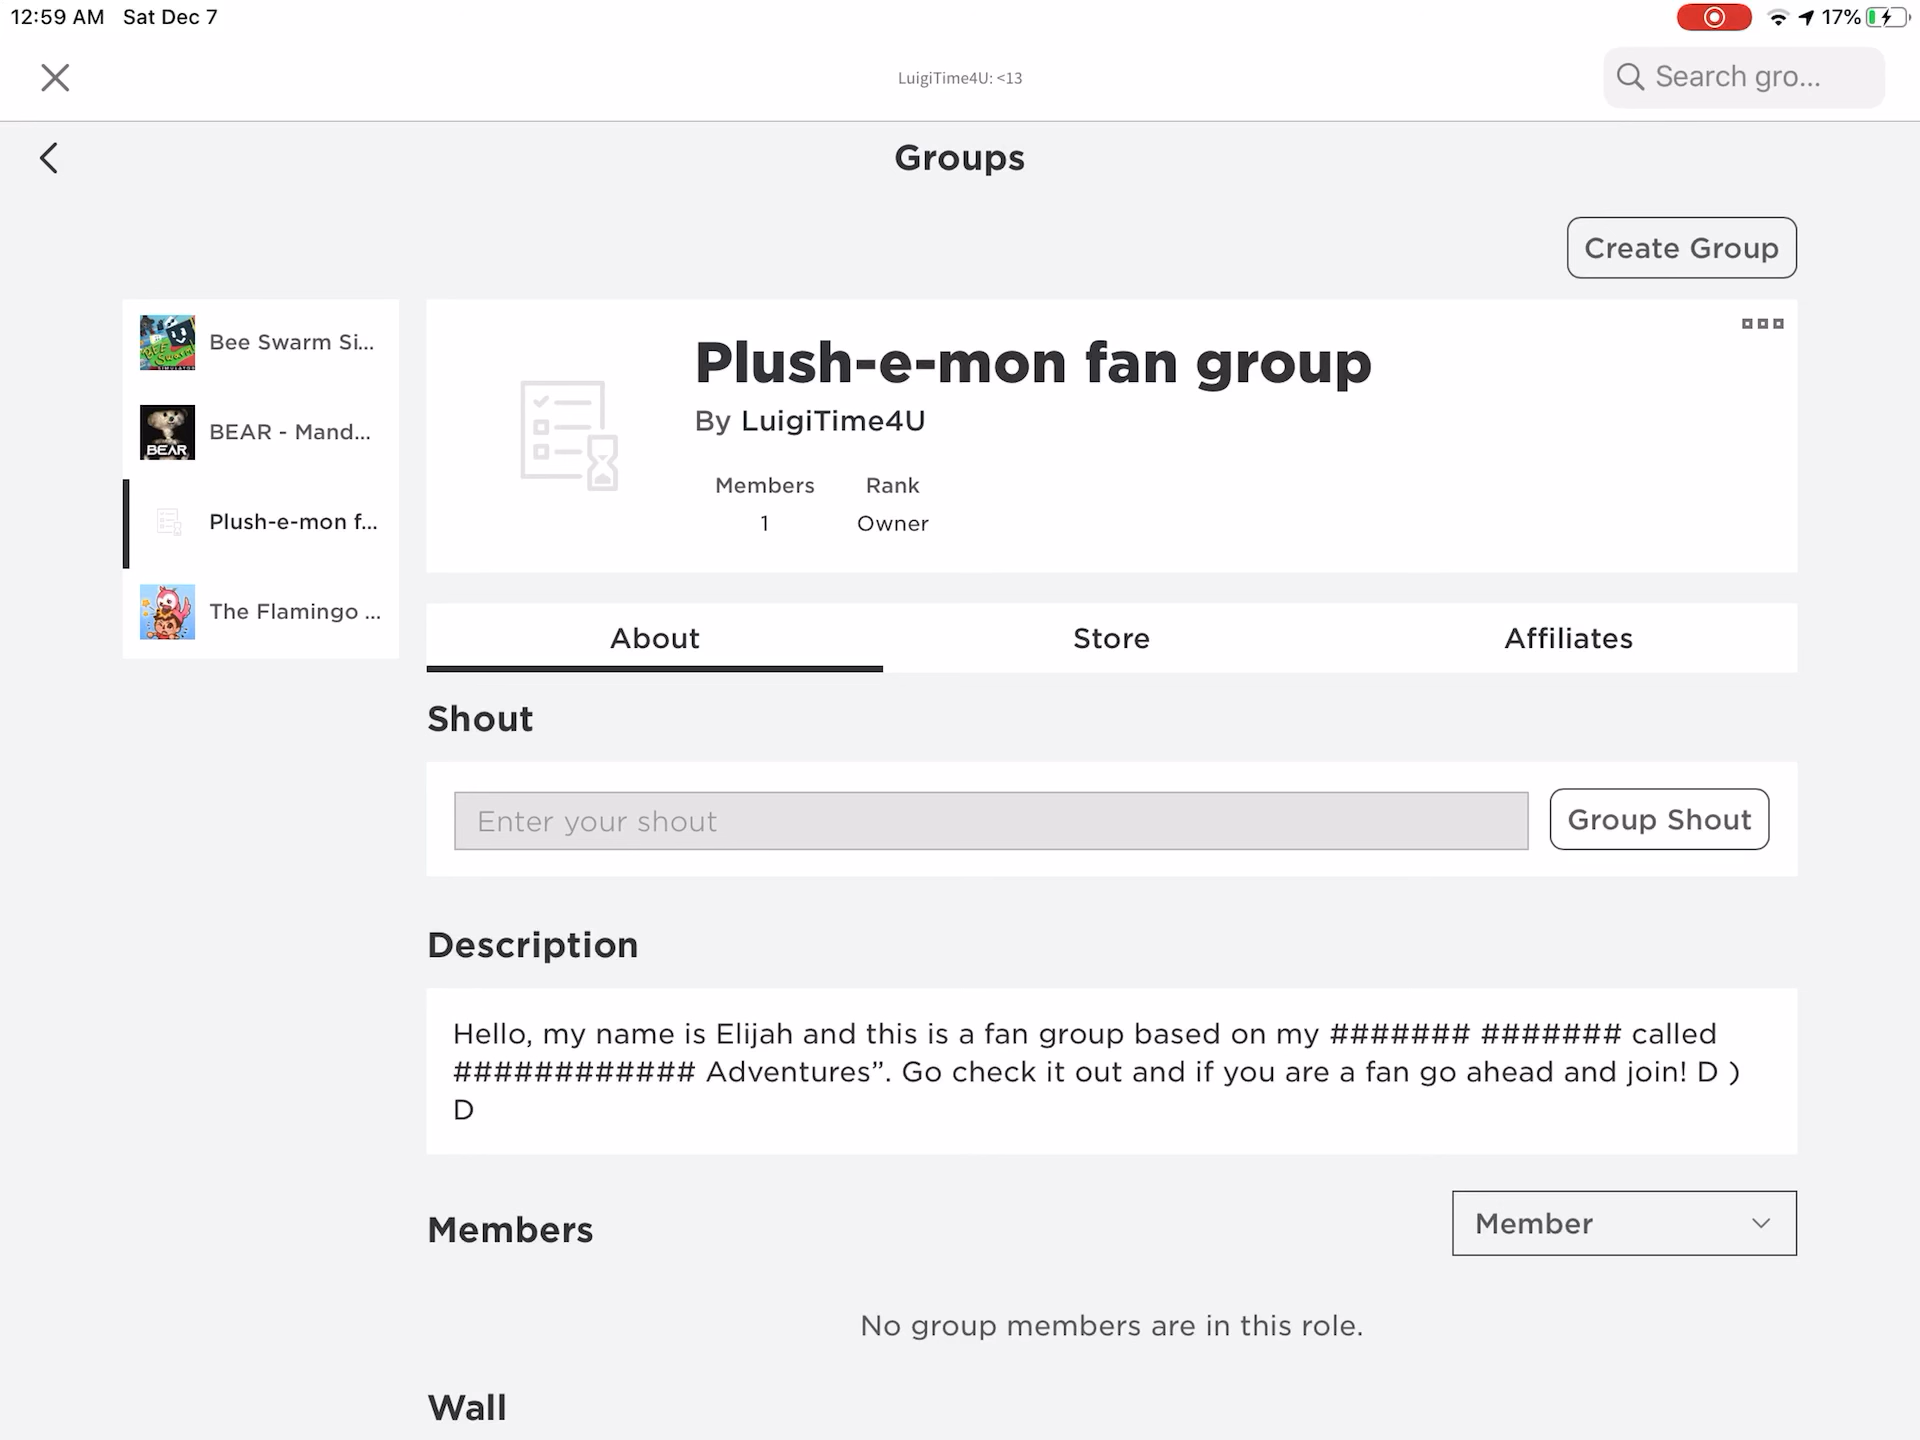 12:59 AM Sat Dec 7
17%
LuigiTime4U: <13
Search gro...
Groups
Create Group
Bee Swarm Si...
BEAR - Mand...
BEAR
Plush-e-mon f...
The Flamingo ...
Plush-e-mon fan group
By LuigiTime4U
Members Rank
1 Owner
About Store Affiliates
Shout
Enter your shout
Group Shout
Description
Hello, my name is Elijah and this is a fan group based on my ####### ####### called
############ Adventures”. Go check it out and if you are a fan go ahead and join! D )
D
Members
Member
No group members are in this role.
Wall